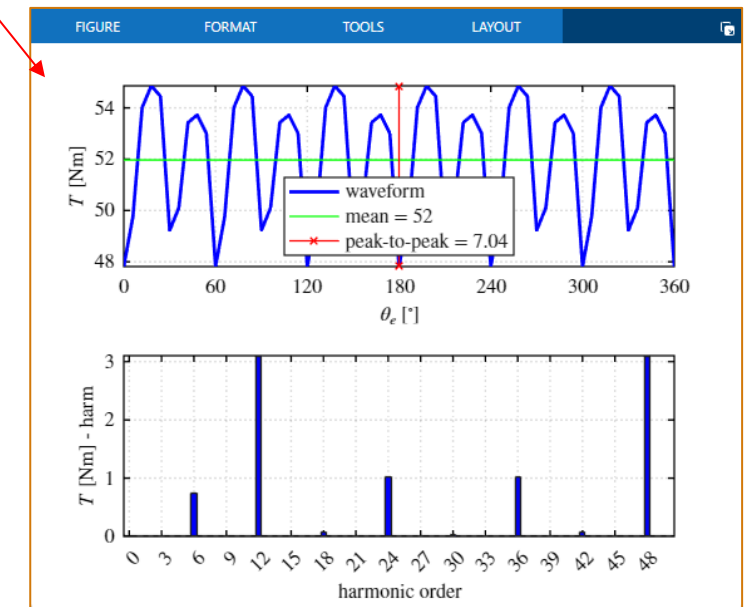 FIGURE FORMAT TOOLS LAYOUT
54
52
50
48
T [Nm]
waveform
mean = 52
peak-to-peak = 7.04
0 60 120 180 240 300 360
θe [°]
3
2
1
0
T [Nm] - harm
0 3 6 9 12 15 18 21 24 27 30 33 36 39 42 45 48
harmonic order